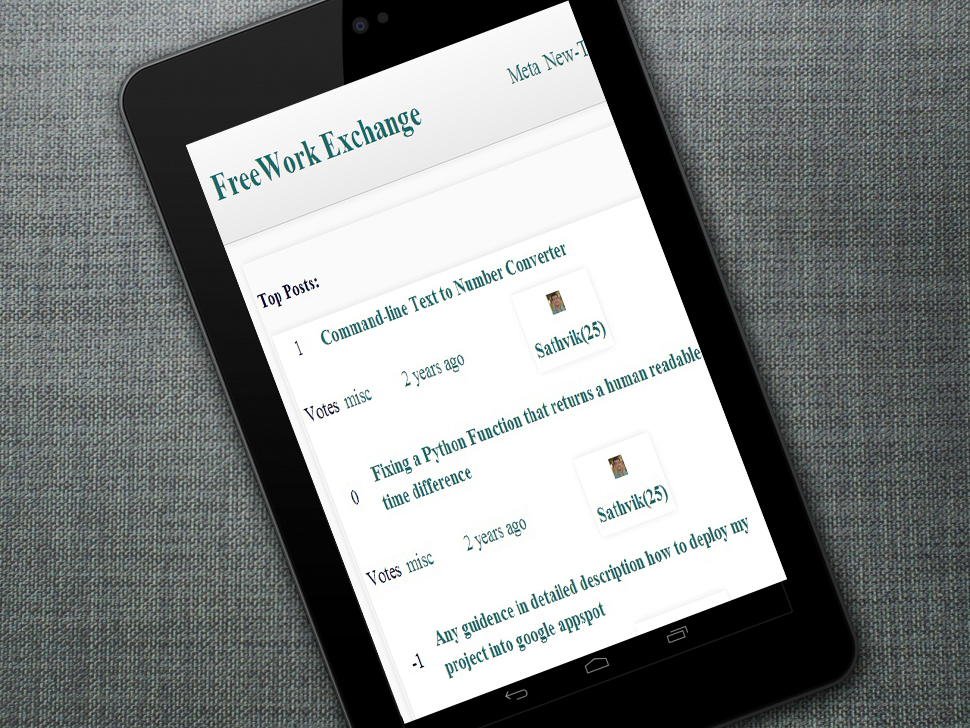 Meta New-T
FreeWork Exchange
Top Posts:
1 Command-line Text to Number Converter
Votes misc 2 years ago Sathvik(25)
0 Fixing a Python Function that returns a human readable
time difference
Votes misc 2 years ago Sathvik(25)
-1 Any guidence in detailed description how to deploy my
project into google appspot